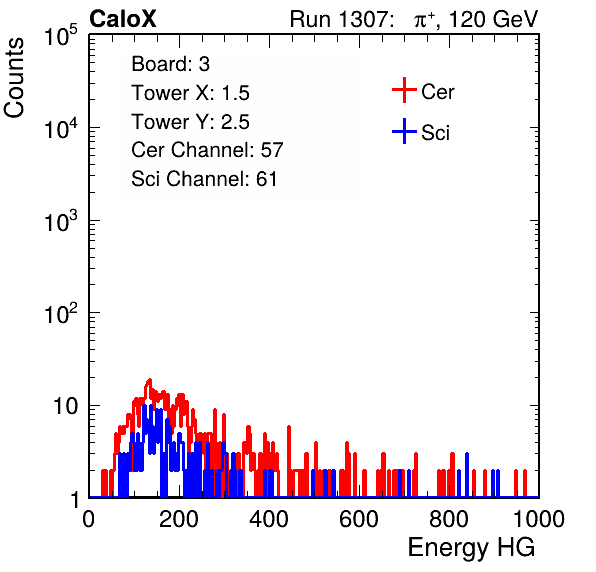 CaloX Run 1307: π⁺, 120 GeV
Board: 3
Tower X: 1.5
Tower Y: 2.5
Cer Channel: 57
Sci Channel: 61
Cer
Sci
Counts
10⁵
10⁴
10³
10²
10
1
0 200 400 600 800 1000
Energy HG